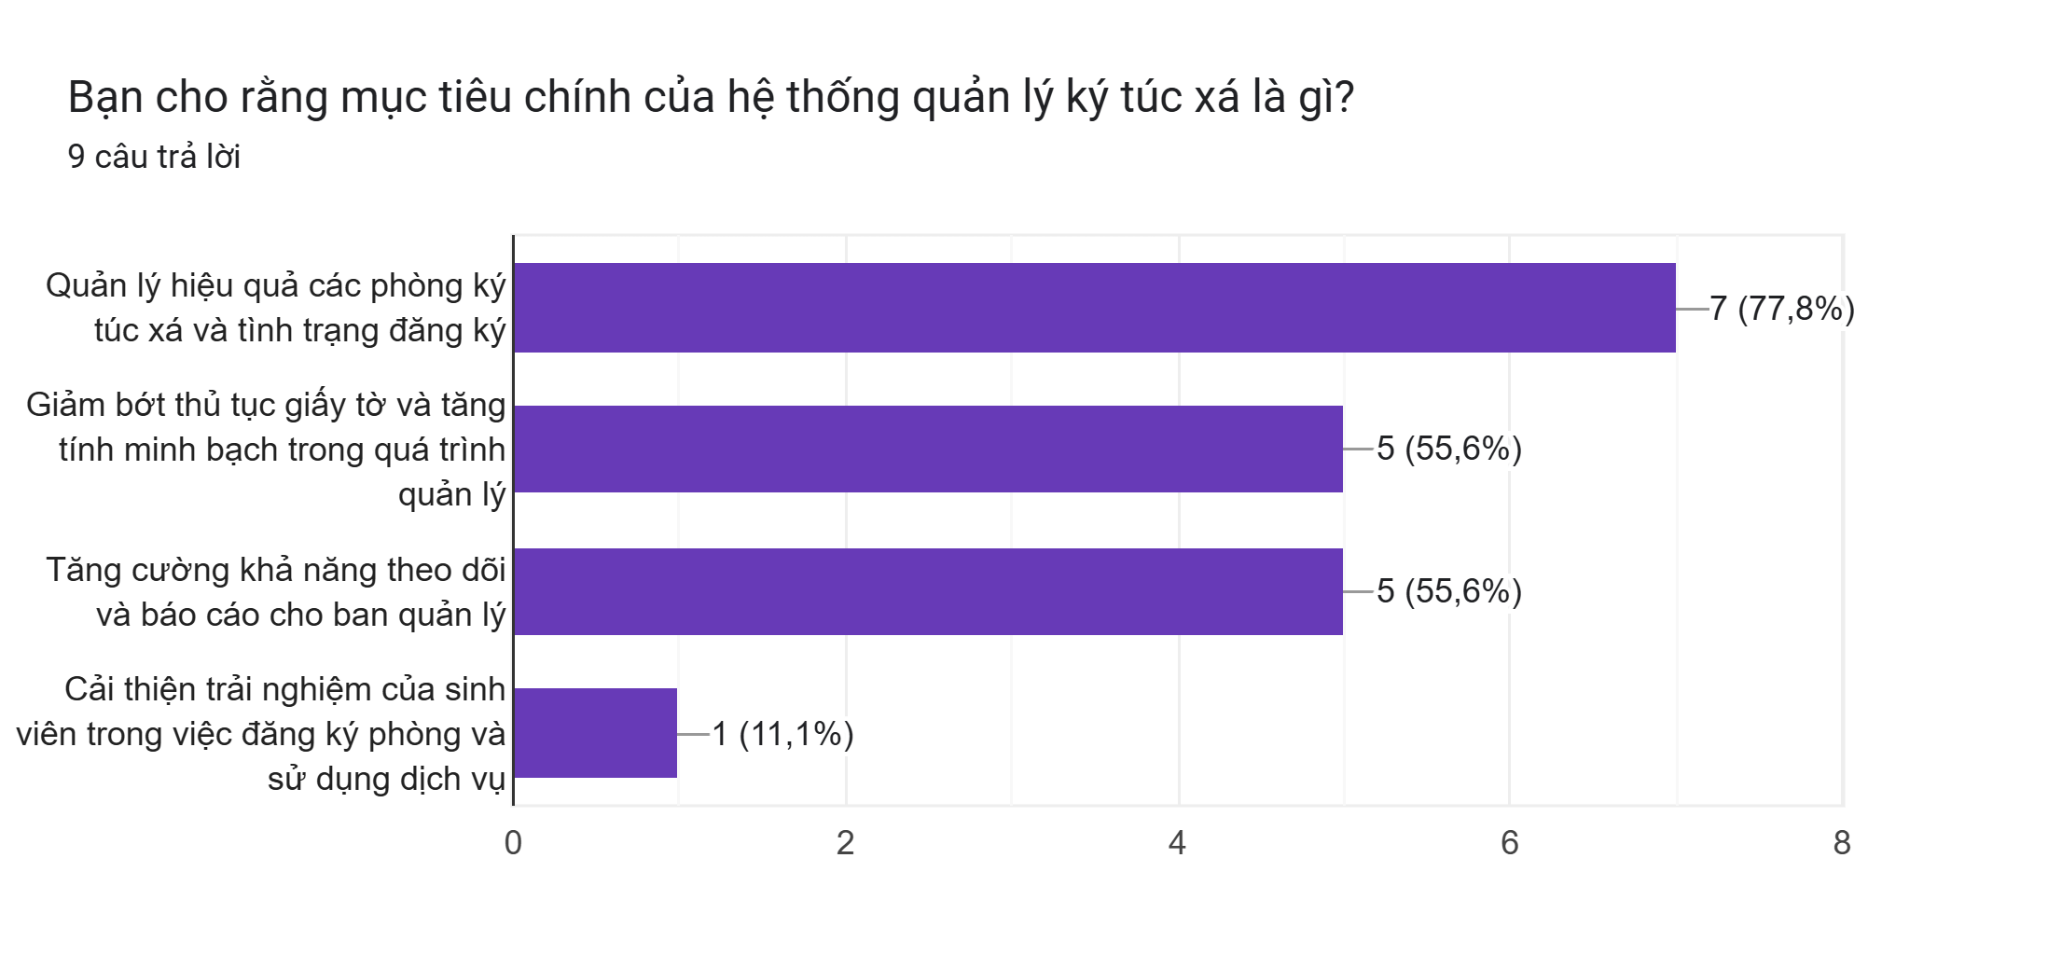 Bạn cho rằng mục tiêu chính của hệ thống quản lý ký túc xá là gì?
9 câu trả lời
Quản lý hiệu quả các phòng ký
túc xá và tình trạng đăng ký
7 (77,8%)
Giảm bớt thủ tục giấy tờ và tăng
tính minh bạch trong quá trình
quản lý
5 (55,6%)
Tăng cường khả năng theo dõi
và báo cáo cho ban quản lý
5 (55,6%)
Cải thiện trải nghiệm của sinh
viên trong việc đăng ký phòng và
sử dụng dịch vụ
1 (11,1%)
0 2 4 6 8